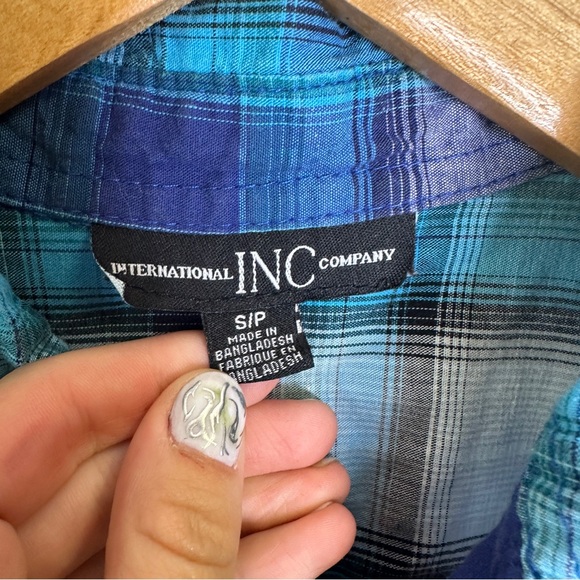 INTERNATIONAL INC COMPANY
S/P
MADE IN
BANGLADESH
FABRIQUE EN
BANGLADESH